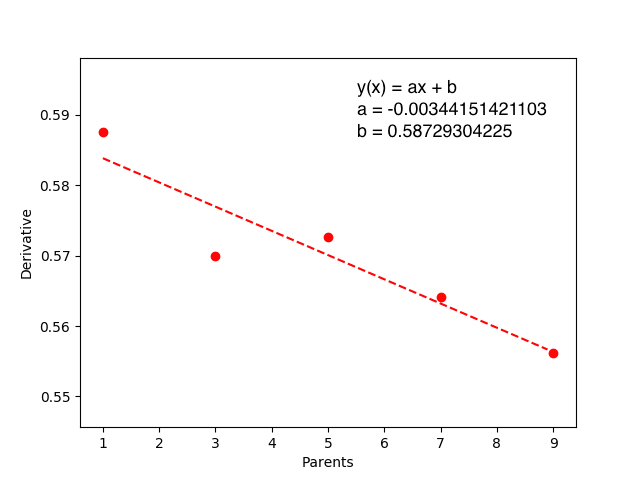 y(x) = ax + b
a = -0.00344151421103
b = 0.58729304225
0.59
0.58
0.57
0.56
0.55
Derivative
1 2 3 4 5 6 7 8 9
Parents